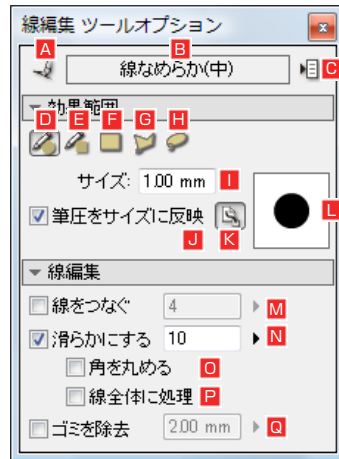 線編集 ツールオプション
A B
線なめらか(中) C
効果範囲
D E F G H
サイズ: 1.00 mm I
筆圧をサイズに反映 L
J K
線編集
線をつなぐ 4 M
滑らかにする 10 N
角を丸める O
線全体に処理 P
ゴミを除去 2.00 mm Q